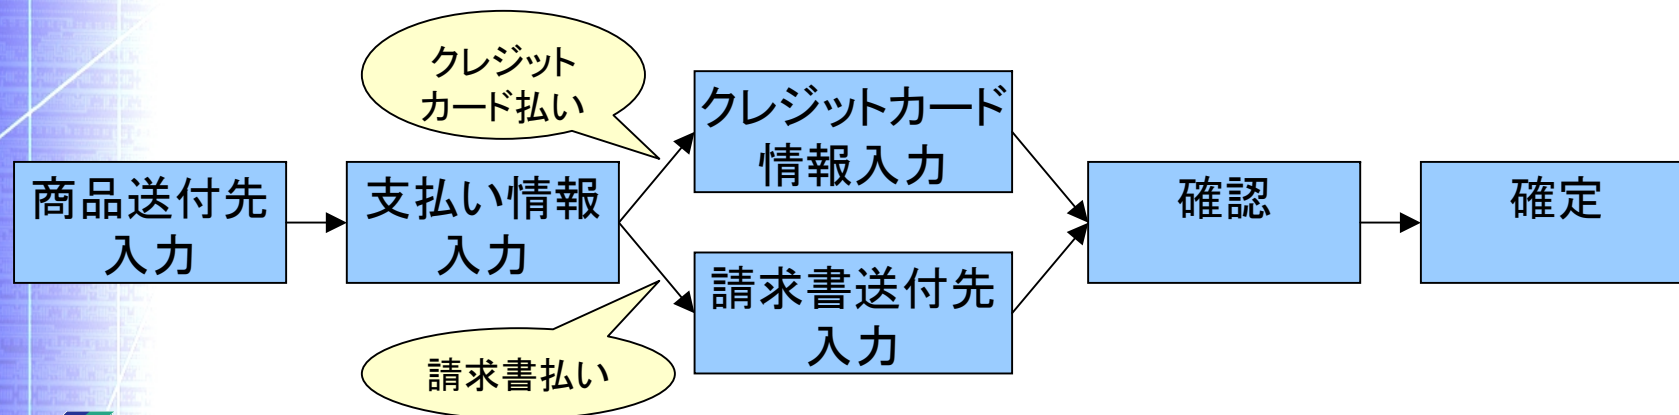 クレジット
カード払い
クレジットカード
情報入力
商品送付先
入力
支払い情報
入力
確認
確定
請求書送付先
入力
請求書払い